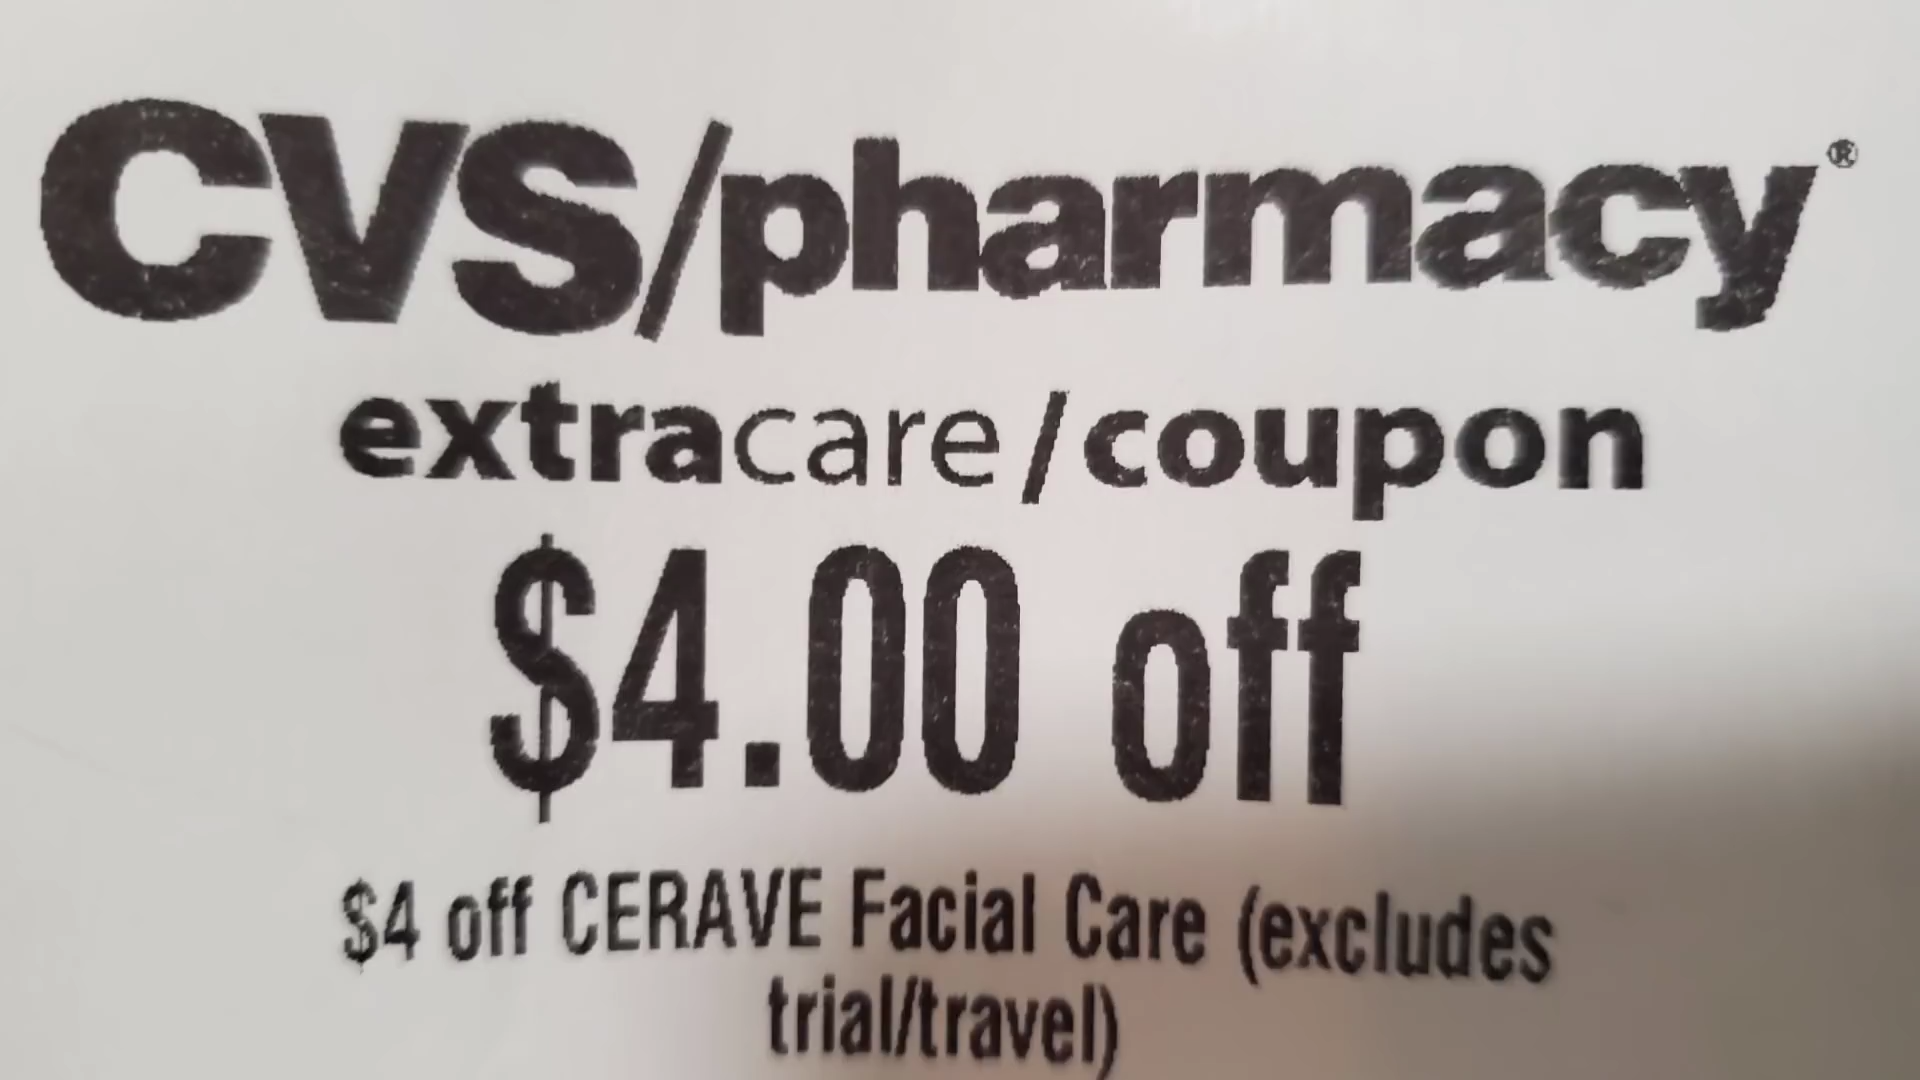 CVS/pharmacy®
extracare/coupon
$4.00 off
$4 off CERAVE Facial Care (excludes
trial/travel)